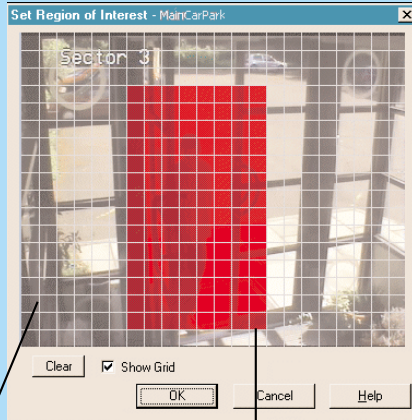 Set Region of Interest - MainCarPark
Sector 3
Clear
Show Grid
OK
Cancel
Help